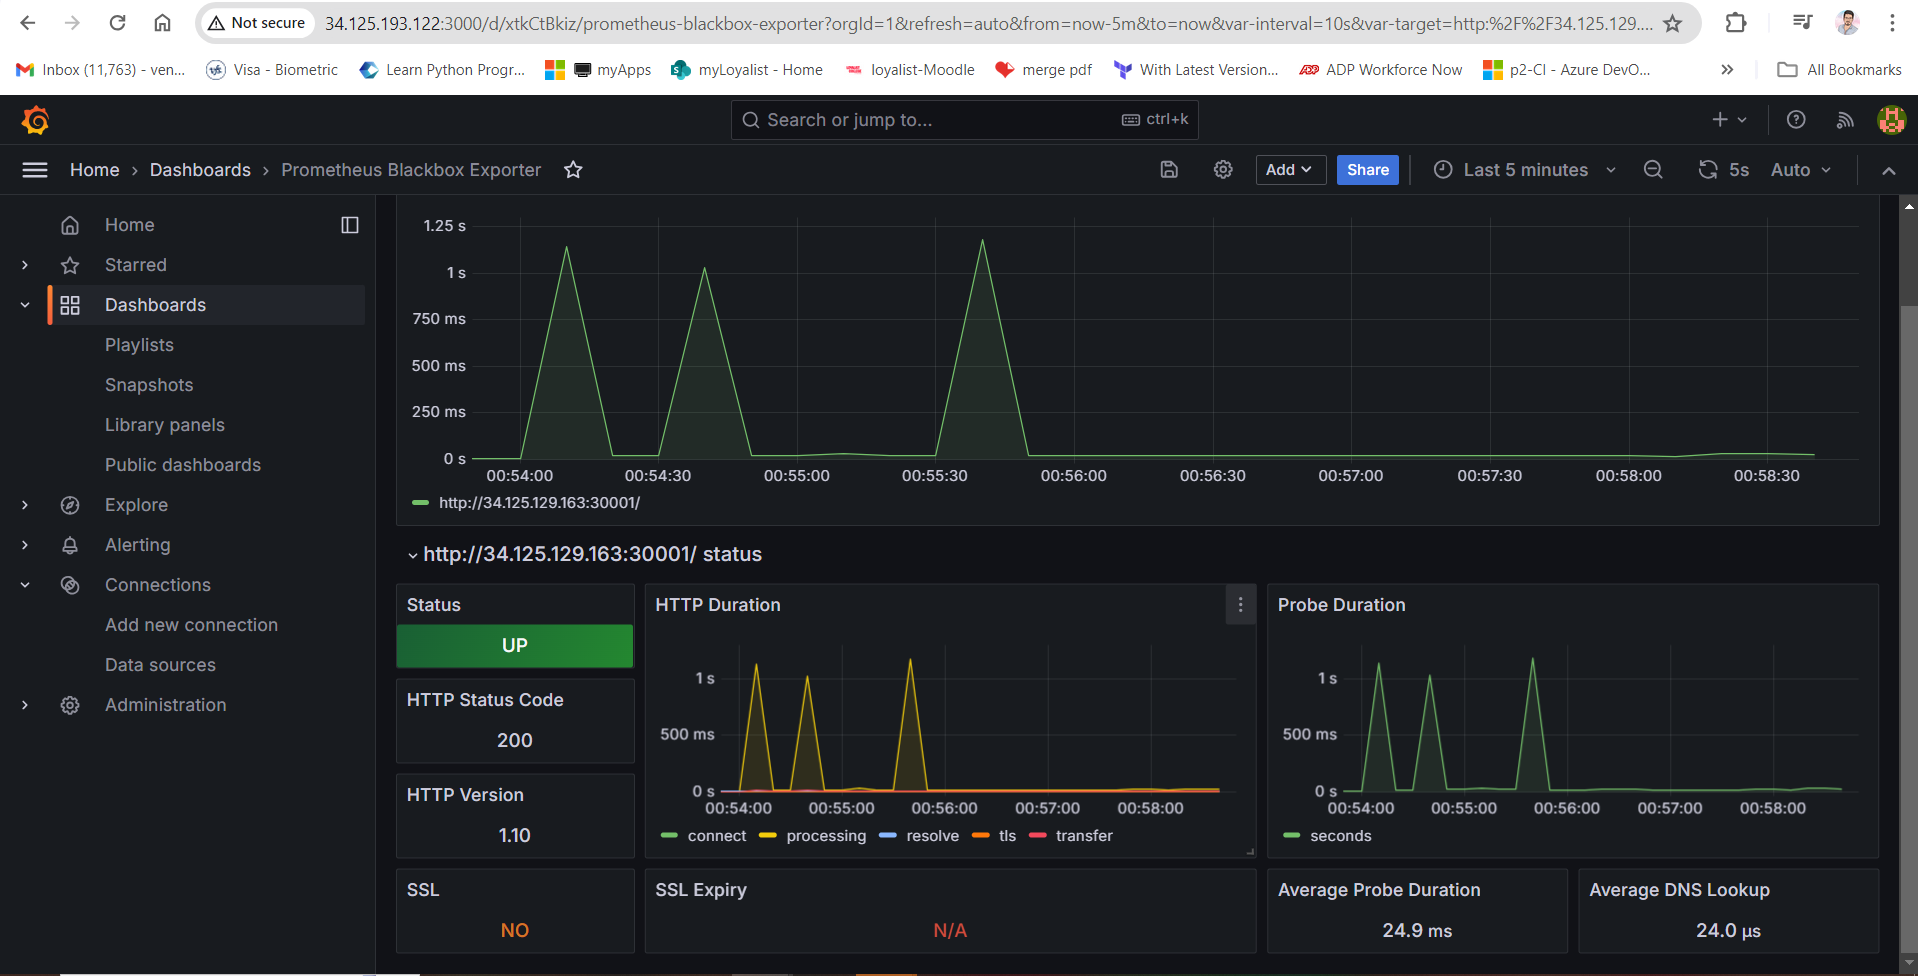 Not secure 34.125.193.122:3000/d/xtkCtBkiz/prometheus-blackbox-exporter?orgId=1&refresh=auto&from=now-5m&to=now&var-interval=10s&var-target=http:%2F%2F34.125.129....
Inbox (11,763) - ven... Visa - Biometric Learn Python Progr... myApps myLoyalist - Home loyalist-Moodle merge pdf With Latest Version... ADP Workforce Now p2-CI - Azure DevO... All Bookmarks
Search or jump to... ctrl+k
Home › Dashboards › Prometheus Blackbox Exporter Add Share Last 5 minutes 5s Auto
Home
Starred
Dashboards
Playlists
Snapshots
Library panels
Public dashboards
Explore
Alerting
Connections
Add new connection
Data sources
Administration
1.25 s
1 s
750 ms
500 ms
250 ms
0 s
00:54:00 00:54:30 00:55:00 00:55:30 00:56:00 00:56:30 00:57:00 00:57:30 00:58:00 00:58:30
http://34.125.129.163:30001/
http://34.125.129.163:30001/ status
Status
UP
HTTP Status Code
200
HTTP Version
1.10
SSL
NO
HTTP Duration
1 s
500 ms
0 s
00:54:00 00:55:00 00:56:00 00:57:00 00:58:00
connect processing resolve tls transfer
Probe Duration
1 s
500 ms
0 s
00:54:00 00:55:00 00:56:00 00:57:00 00:58:00
seconds
SSL Expiry
N/A
Average Probe Duration
24.9 ms
Average DNS Lookup
24.0 µs